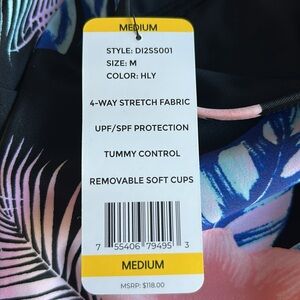 MEDIUM
STYLE: DI2SS001
SIZE: M
COLOR: HLY
4-WAY STRETCH FABRIC
UPF/SPF PROTECTION
TUMMY CONTROL
REMOVABLE SOFT CUPS
7 55406 79495 3
MEDIUM
MSRP: $118.00